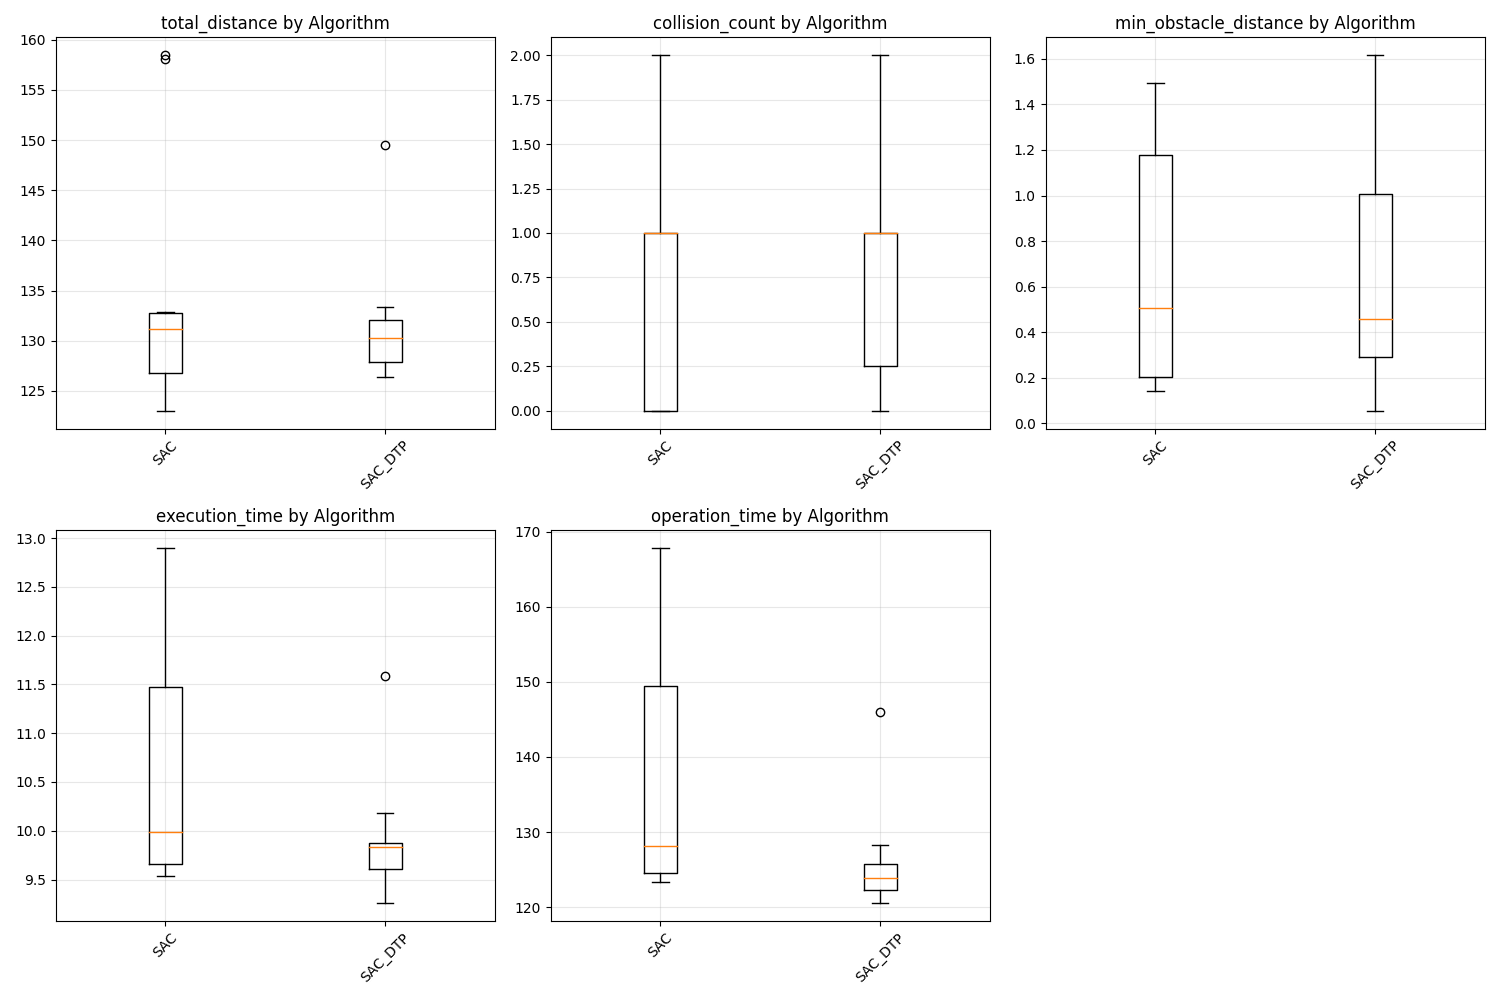 total_distance by Algorithm
160
155
150
145
140
135
130
125
SAC
SAC_DTP
collision_count by Algorithm
2.00
1.75
1.50
1.25
1.00
0.75
0.50
0.25
0.00
SAC
SAC_DTP
min_obstacle_distance by Algorithm
1.6
1.4
1.2
1.0
0.8
0.6
0.4
0.2
0.0
SAC
SAC_DTP
execution_time by Algorithm
13.0
12.5
12.0
11.5
11.0
10.5
10.0
9.5
SAC
SAC_DTP
operation_time by Algorithm
170
160
150
140
130
120
SAC
SAC_DTP